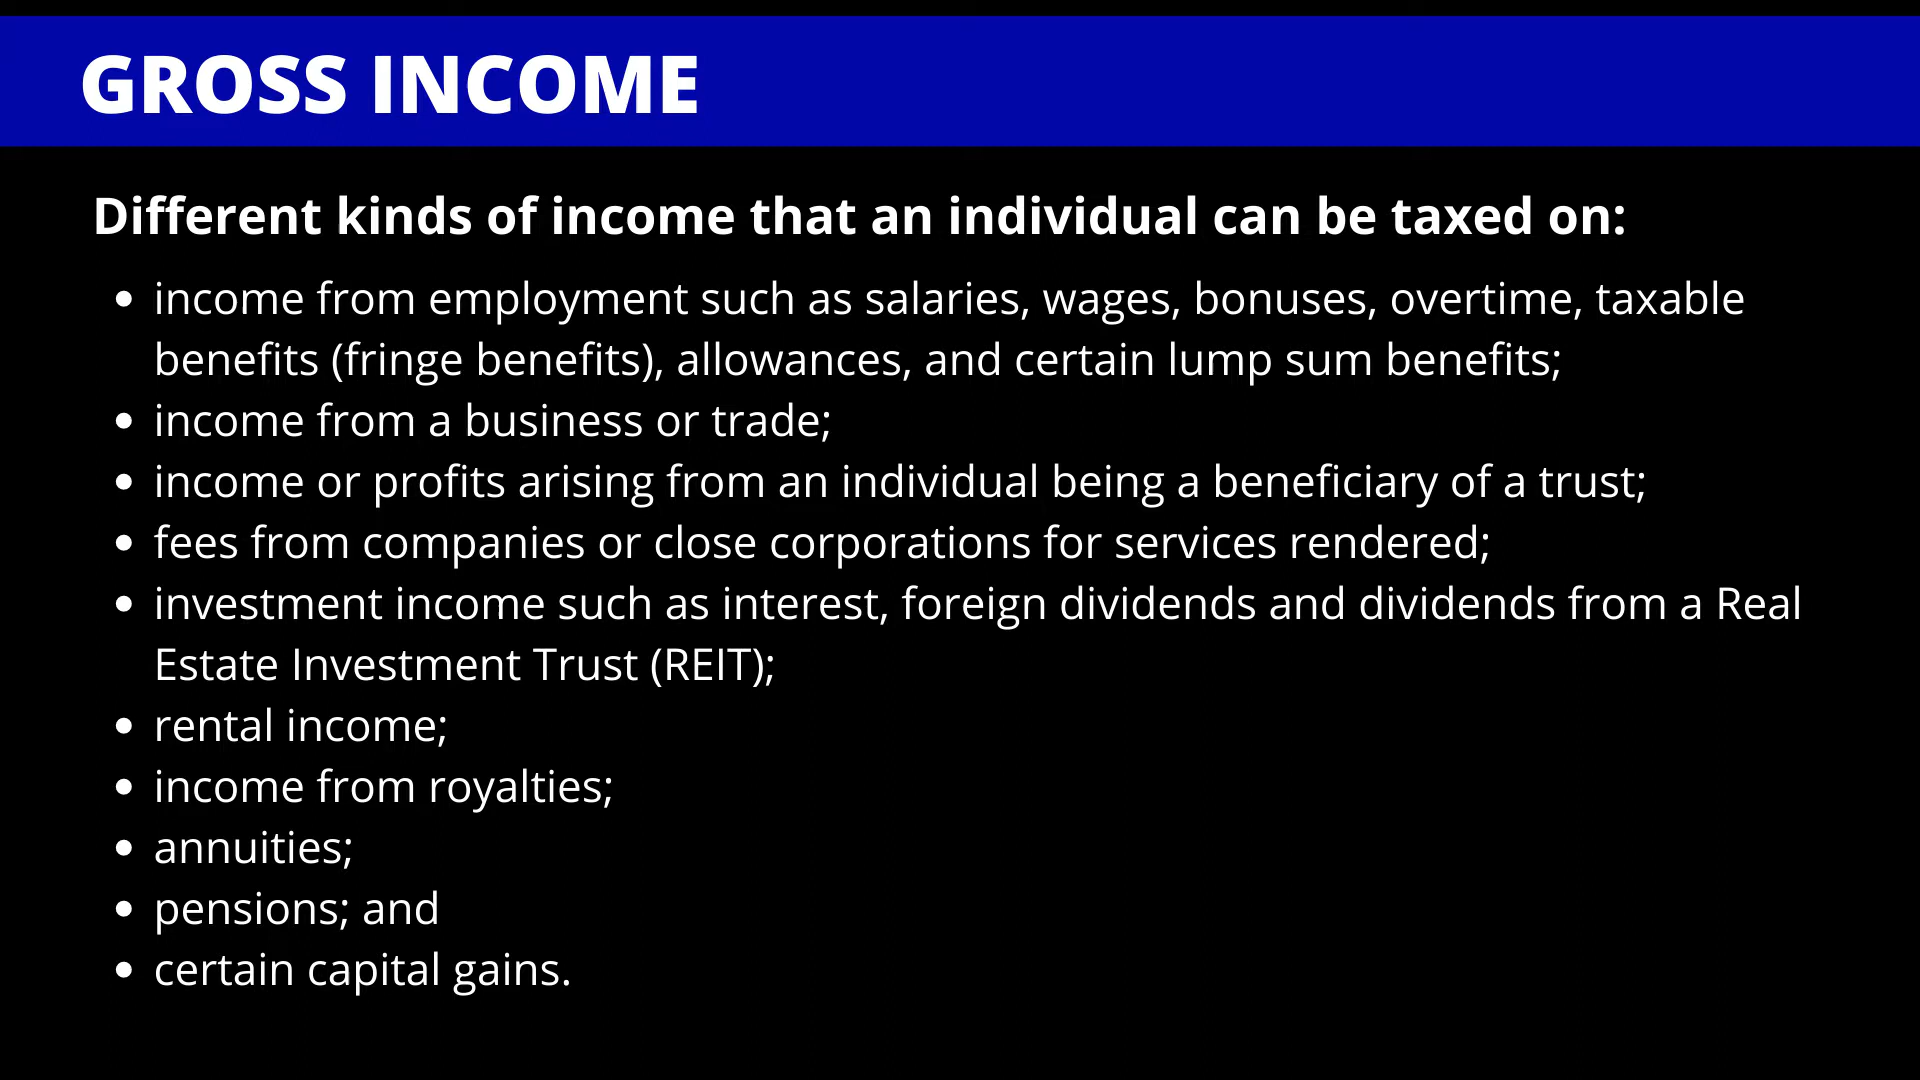 GROSS INCOME
Different kinds of income that an individual can be taxed on:
• income from employment such as salaries, wages, bonuses, overtime, taxable
benefits (fringe benefits), allowances, and certain lump sum benefits;
• income from a business or trade;
• income or profits arising from an individual being a beneficiary of a trust;
• fees from companies or close corporations for services rendered;
• investment income such as interest, foreign dividends and dividends from a Real
Estate Investment Trust (REIT);
• rental income;
• income from royalties;
• annuities;
• pensions; and
• certain capital gains.